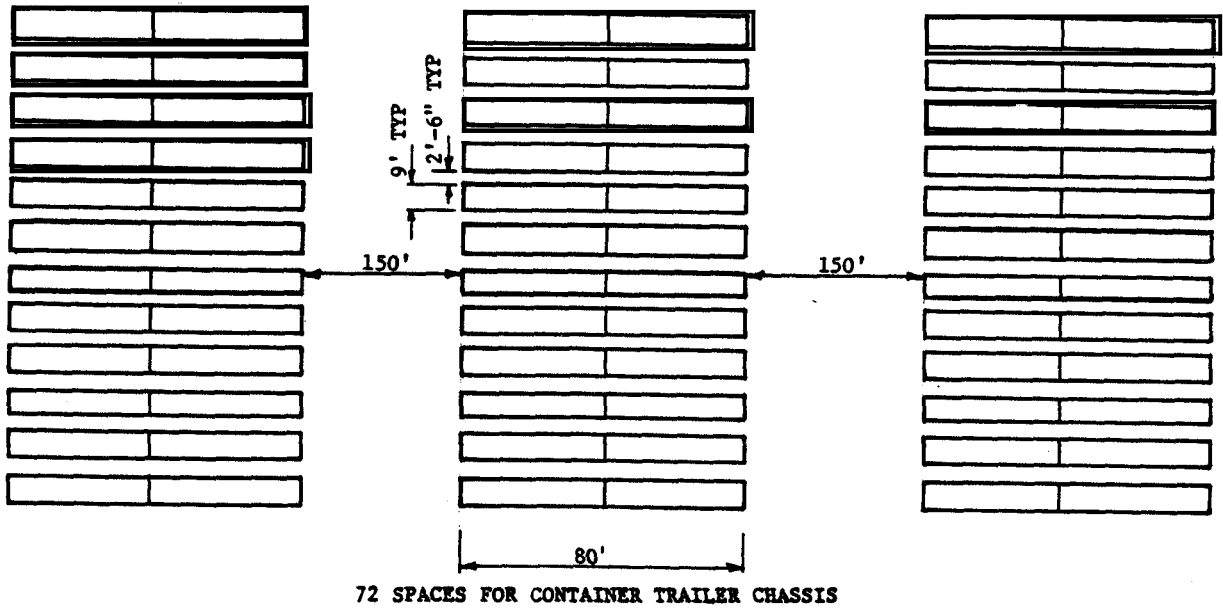 9' TYP
2'-6" TYP
150'
150'
80'
72 SPACES FOR CONTAINER TRAILER CHASSIS